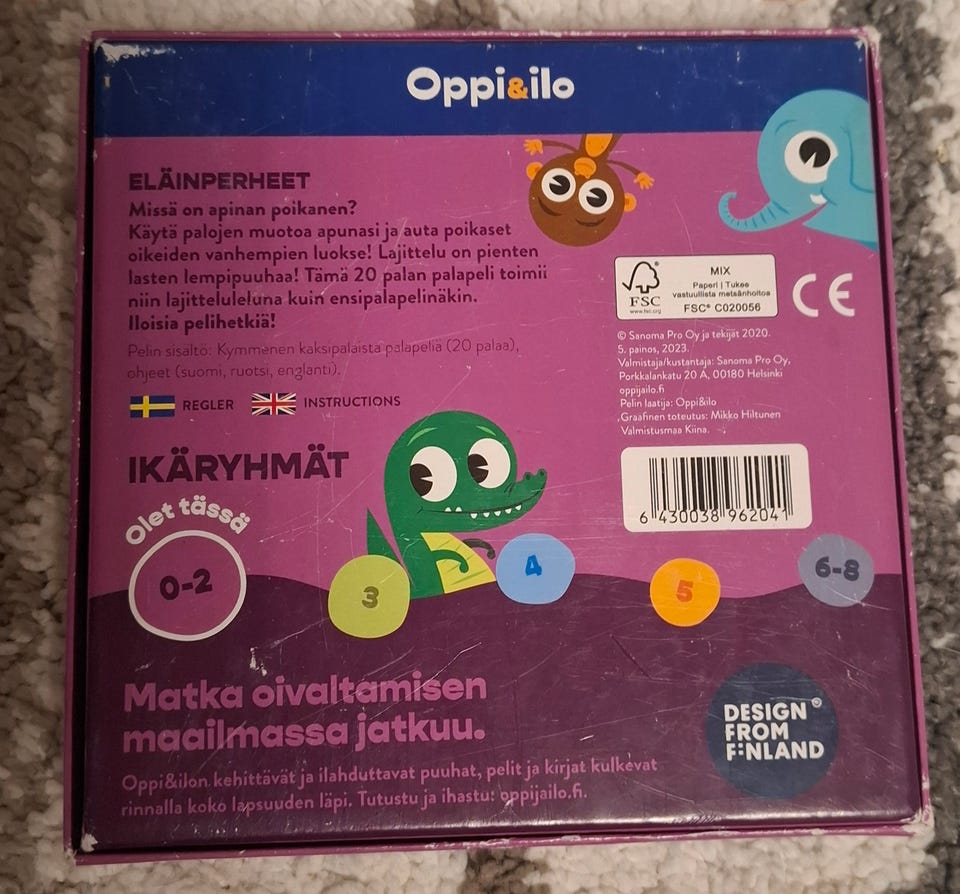 Oppi&ilo
ELÄINPERHEET
Missä on apinan poikanen?
Käytä palojen muotoa apunasi ja auta poikaset
oikeiden vanhempien luokse! Lajittelu on pienten
lasten lempipuuhaa! Tämä 20 palan palapeli toimii
niin lajitteluleluna kuin ensipalapelinäkin.
Iloisia pelihetkiä!
Pelin sisältö: Kymmenen kaksipalaista palapeliä (20 palaa),
ohjeet (suomi, ruotsi, englanti).
REGLER
INSTRUCTIONS
FSC
www.fsc.org
MIX
Paperi | Tukee
vastuullista metsänhoitoa
FSC® C020056
CE
© Sanoma Pro Oy ja tekijät 2020.
5. painos, 2023.
Valmistaja/kustantaja: Sanoma Pro Oy,
Porkkalankatu 20 A, 00180 Helsinki
oppijailo.fi
Pelin laatija: Oppi&ilo
Graafinen toteutus: Mikko Hiltunen
Valmistusmaa Kiina.
6 430038 962041
IKÄRYHMÄT
Olet tässä
0-2
3
4
5
6-8
Matka oivaltamisen
maailmassa jatkuu.
Oppi&ilon kehittävät ja ilahduttavat puuhat, pelit ja kirjat kulkevat
rinnalla koko lapsuuden läpi. Tutustu ja ihastu: oppijailo.fi.
DESIGN
FROM
FINLAND